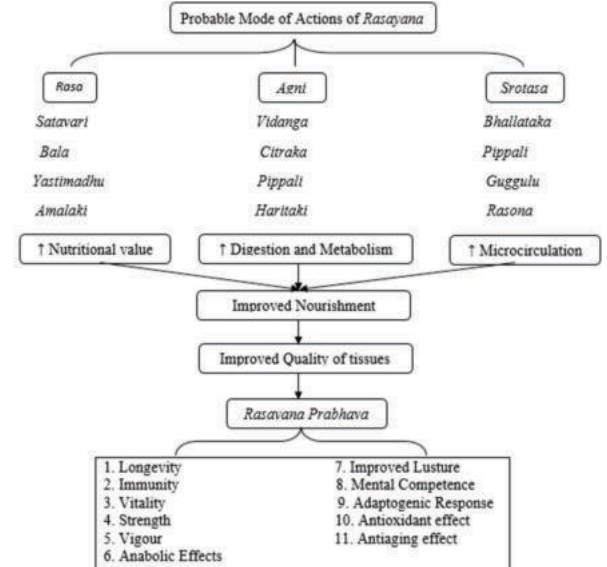 Probable Mode of Actions of Rasayana
Rasa
Agni
Srotasa
Satavari
Vidanga
Bhallataka
Bala
Citraka
Pippali
Yastimadhu
Pippali
Guggulu
Amalaki
Haritaki
Rasona
↑ Nutritional value
↑ Digestion and Metabolism
↑ Microcirculation
Improved Nourishment
Improved Quality of tissues
Rasavana Prabhava
1. Longevity
2. Immunity
3. Vitality
4. Strength
5. Vigour
6. Anabolic Effects
7. Improved Lusture
8. Mental Competence
9. Adaptogenic Response
10. Antioxidant effect
11. Antiaging effect